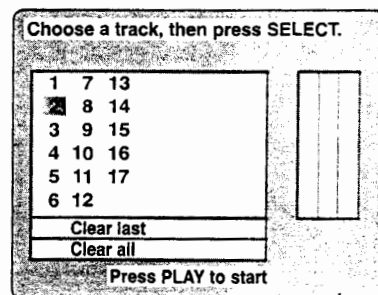 Choose a track, then press SELECT.
1 7 13
2 8 14
3 9 15
4 10 16
5 11 17
6 12
Clear last
Clear all
Press PLAY to start